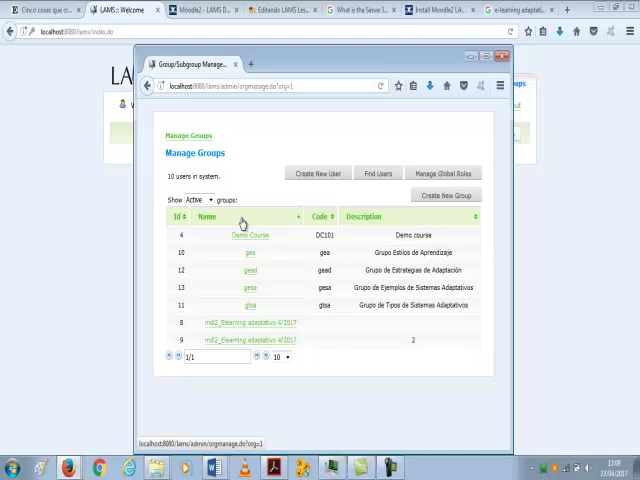 Cinco cosas que c...
LAMS :: Welcome
Moodle2 - LAMS D...
Editando LAMS Les...
What is the Server I...
Install Moodle2 LA...
e-learning adaptati...
localhost:8080/lams/index.do
LAM
Group/Subgroup Manage...
localhost:8080/lams/admin/orgmanage.do?org=1
Manage Groups
Manage Groups
10 users in system.
Create New User
Find Users
Manage Global Roles
Show Active groups:
Create New Group
Id Name Code Description
4 Demo Course DC101 Demo course
10 gea gea Grupo Estilos de Aprendizaje
12 gead gead Grupo de Estrategias de Adaptación
13 gesa gesa Grupo de Ejemplos de Sistemas Adaptativos
11 gtsa gtsa Grupo de Tipos de Sistemas Adaptativos
8 mdl2_Elearning adaptativo 4/2017
9 mdl2_Elearning adaptativo 4/2017 2
1/1
10
localhost:8080/lams/admin/orgmanage.do?org=1
13:08
23/04/2017